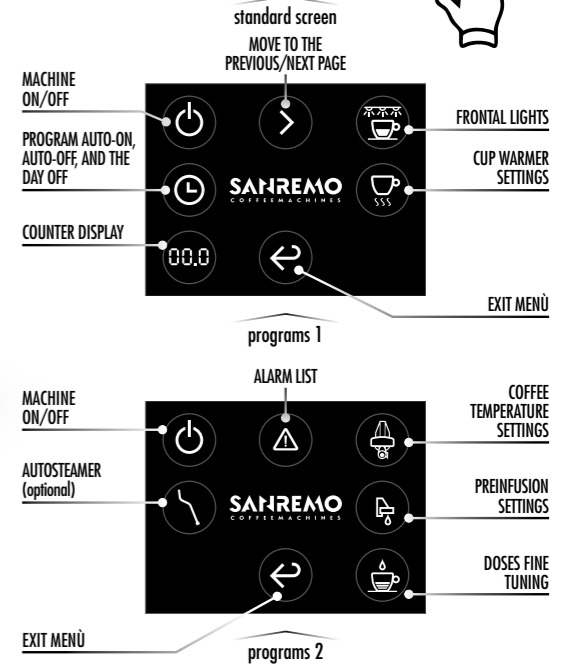 standard screen
MOVE TO THE
PREVIOUS/NEXT PAGE
MACHINE
ON/OFF
FRONTAL LIGHTS
PROGRAM AUTO-ON,
AUTO-OFF, AND THE
DAY OFF
CUP WARMER
SETTINGS
SANREMO
COFFEEMACHINES
COUNTER DISPLAY
00.0
EXIT MENÙ
programs 1
ALARM LIST
MACHINE
ON/OFF
COFFEE
TEMPERATURE
SETTINGS
AUTOSTEAMER
(optional)
SANREMO
COFFEEMACHINES
PREINFUSION
SETTINGS
DOSES FINE
TUNING
EXIT MENÙ
programs 2